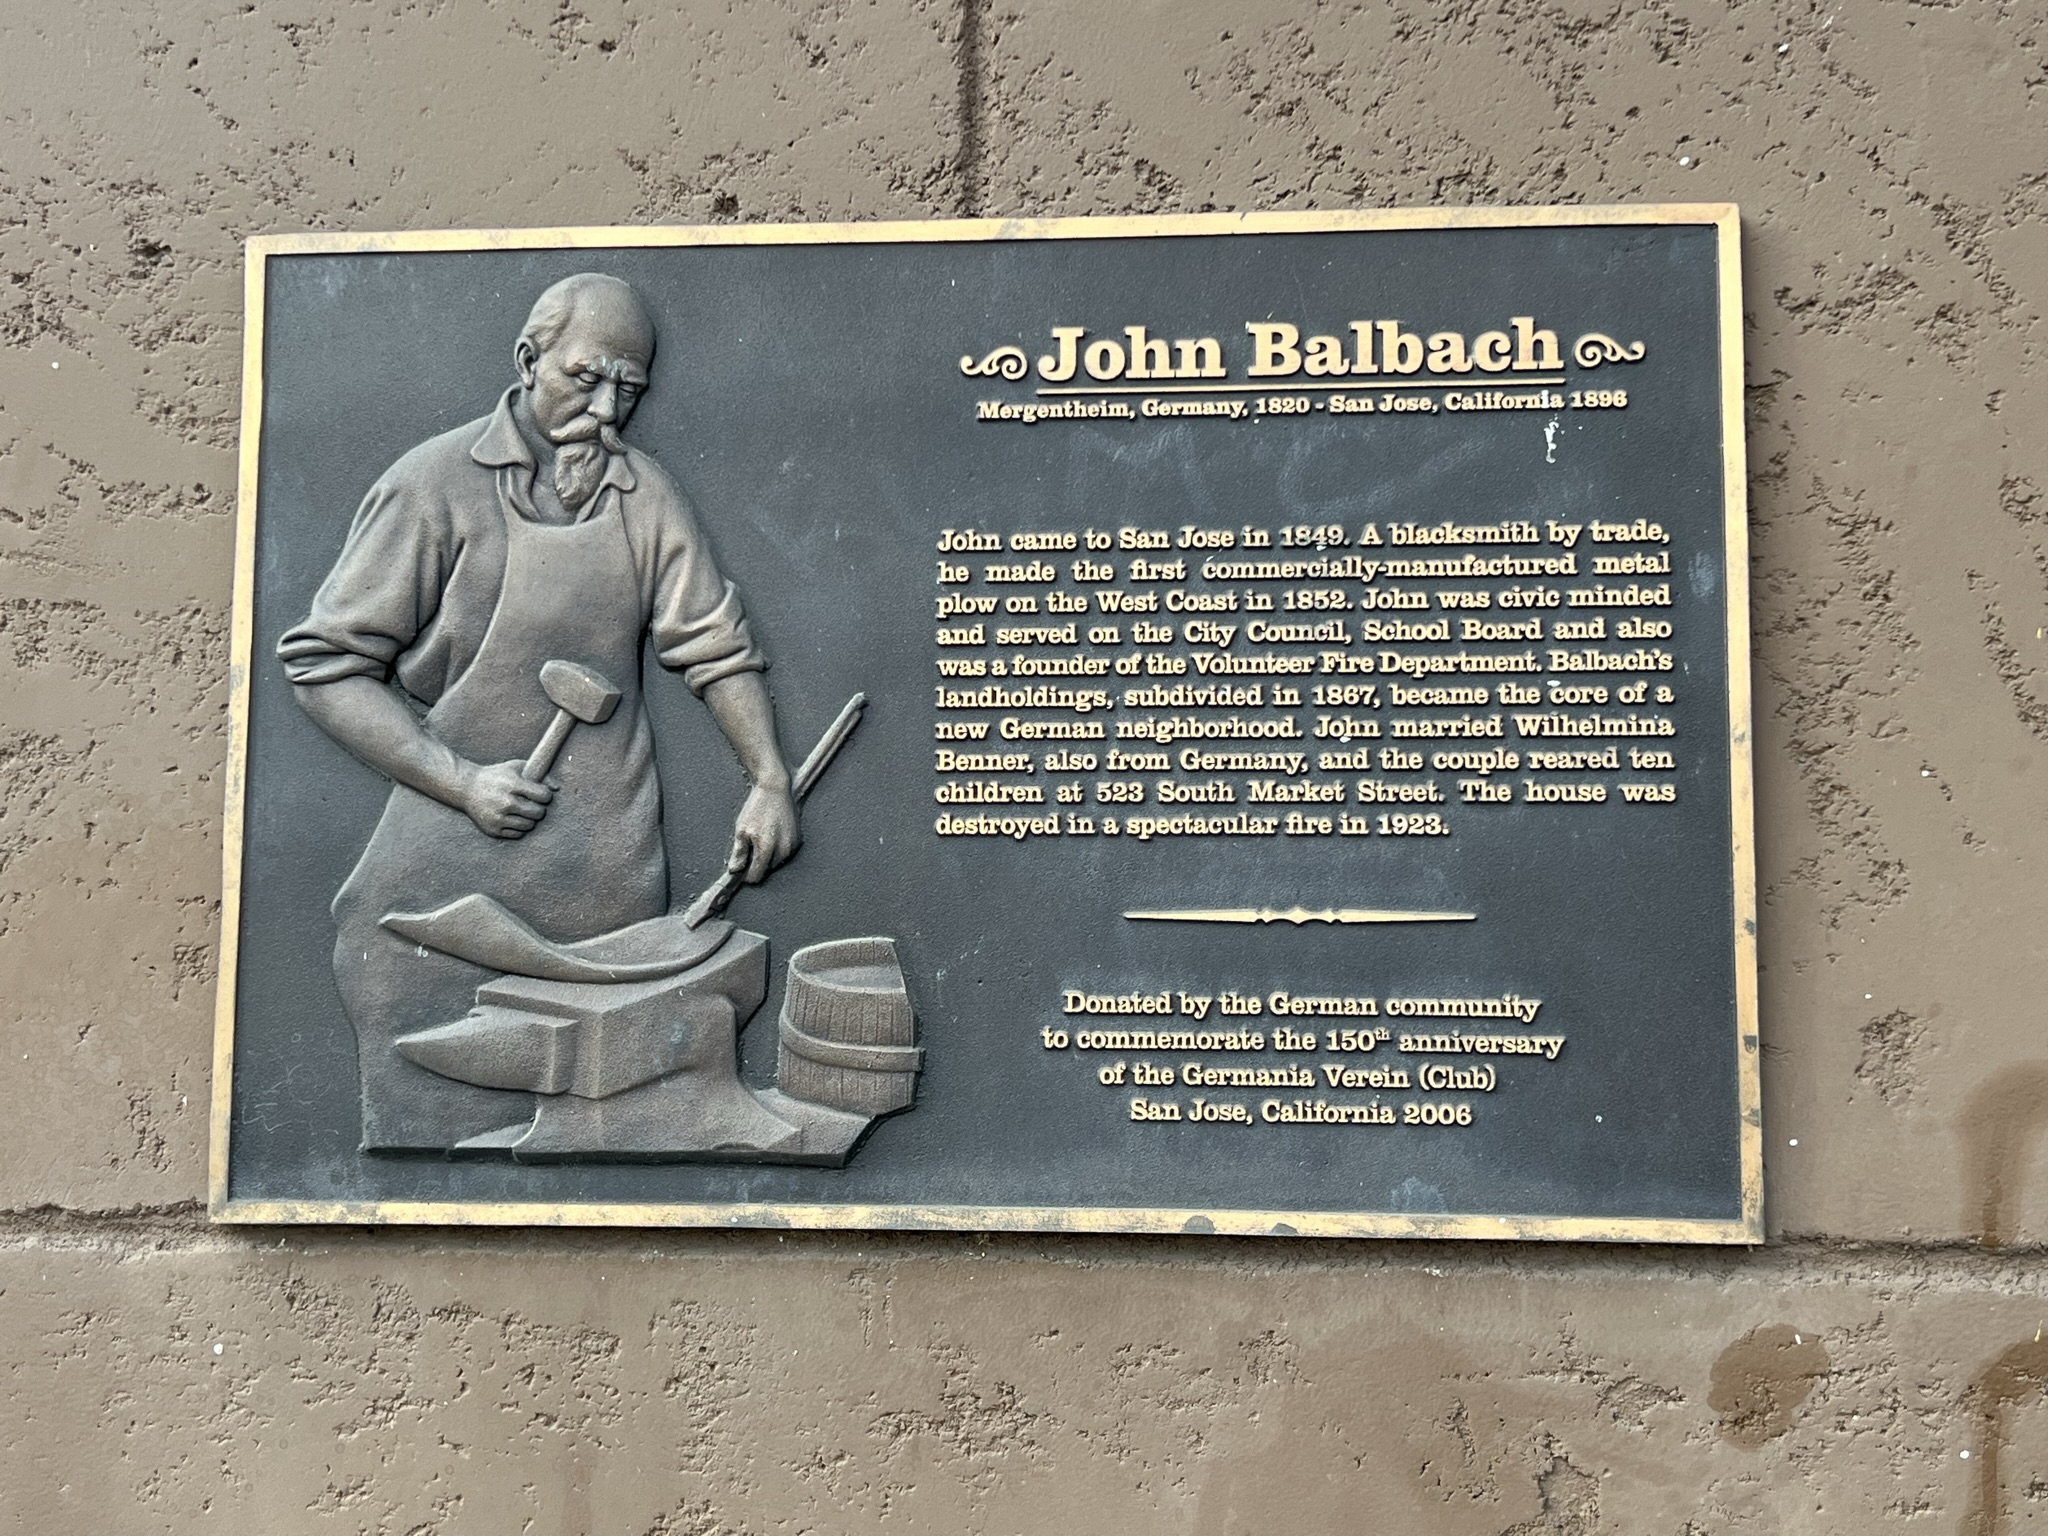 John Balbach
Mergentheim, Germany, 1820 - San Jose, California 1896
John came to San Jose in 1849. A blacksmith by trade,
he made the first commercially-manufactured metal
plow on the West Coast in 1852. John was civic minded
and served on the City Council, School Board and also
was a founder of the Volunteer Fire Department. Balbach's
landholdings, subdivided in 1867, became the core of a
new German neighborhood. John married Wilhelmina
Benner, also from Germany, and the couple reared ten
children at 523 South Market Street. The house was
destroyed in a spectacular fire in 1923.
Donated by the German community
to commemorate the 150th anniversary
of the Germania Verein (Club)
San Jose, California 2006